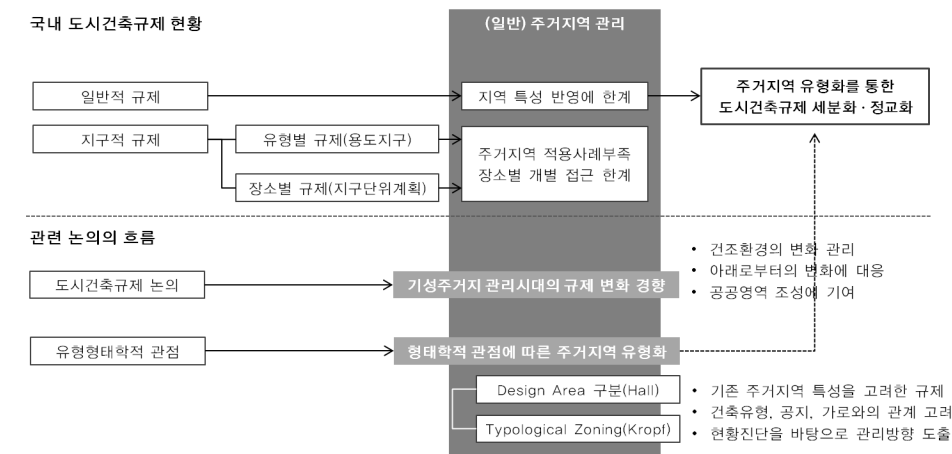 국내 도시건축규제 현황
(일반) 주거지역 관리
일반적 규제
지역 특성 반영에 한계
주거지역 유형화를 통한
도시건축규제 세분화·정교화
지구적 규제
유형별 규제(용도지구)
장소별 규제(지구단위계획)
주거지역 적용사례부족
장소별 개별 접근 한계
관련 논의의 흐름
도시건축규제 논의
기성주거지 관리시대의 규제 변화 경향
• 건조환경의 변화 관리
• 아래로부터의 변화에 대응
• 공공영역 조성에 기여
유형형태학적 관점
형태학적 관점에 따른 주거지역 유형화
Design Area 구분(Hall)
Typological Zoning(Kropf)
• 기존 주거지역 특성을 고려한 규제
• 건축유형, 공지, 가로와의 관계 고려
• 현황진단을 바탕으로 관리방향 도출